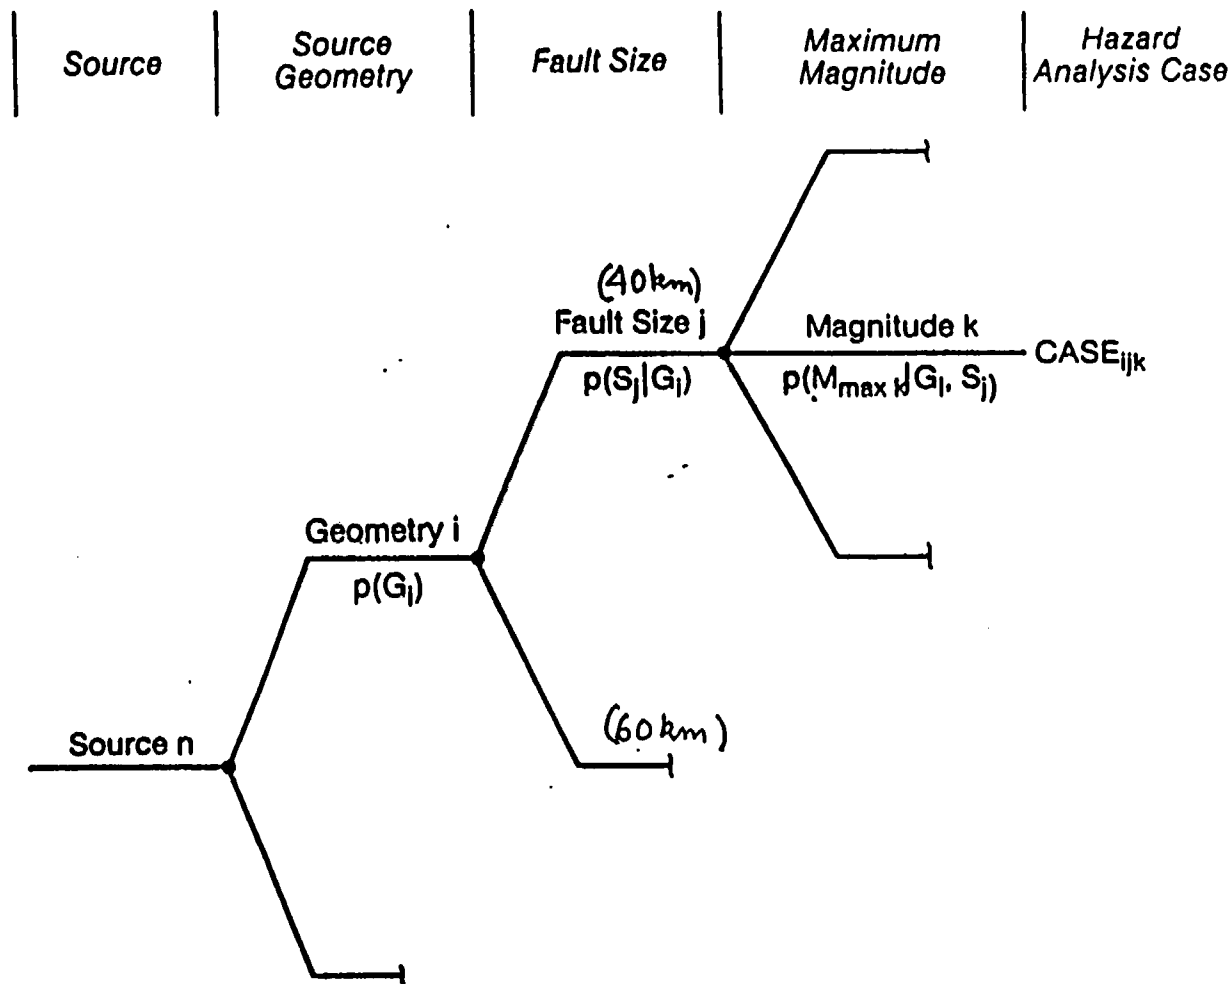 Source
Source
Geometry
Fault Size
Maximum
Magnitude
Hazard
Analysis Case
(40km)
Fault Size j
p(Sj|Gi)
Magnitude k
p(Mmax k|Gi, Sj)
CASEijk
Geometry i
p(Gi)
(60km)
Source n